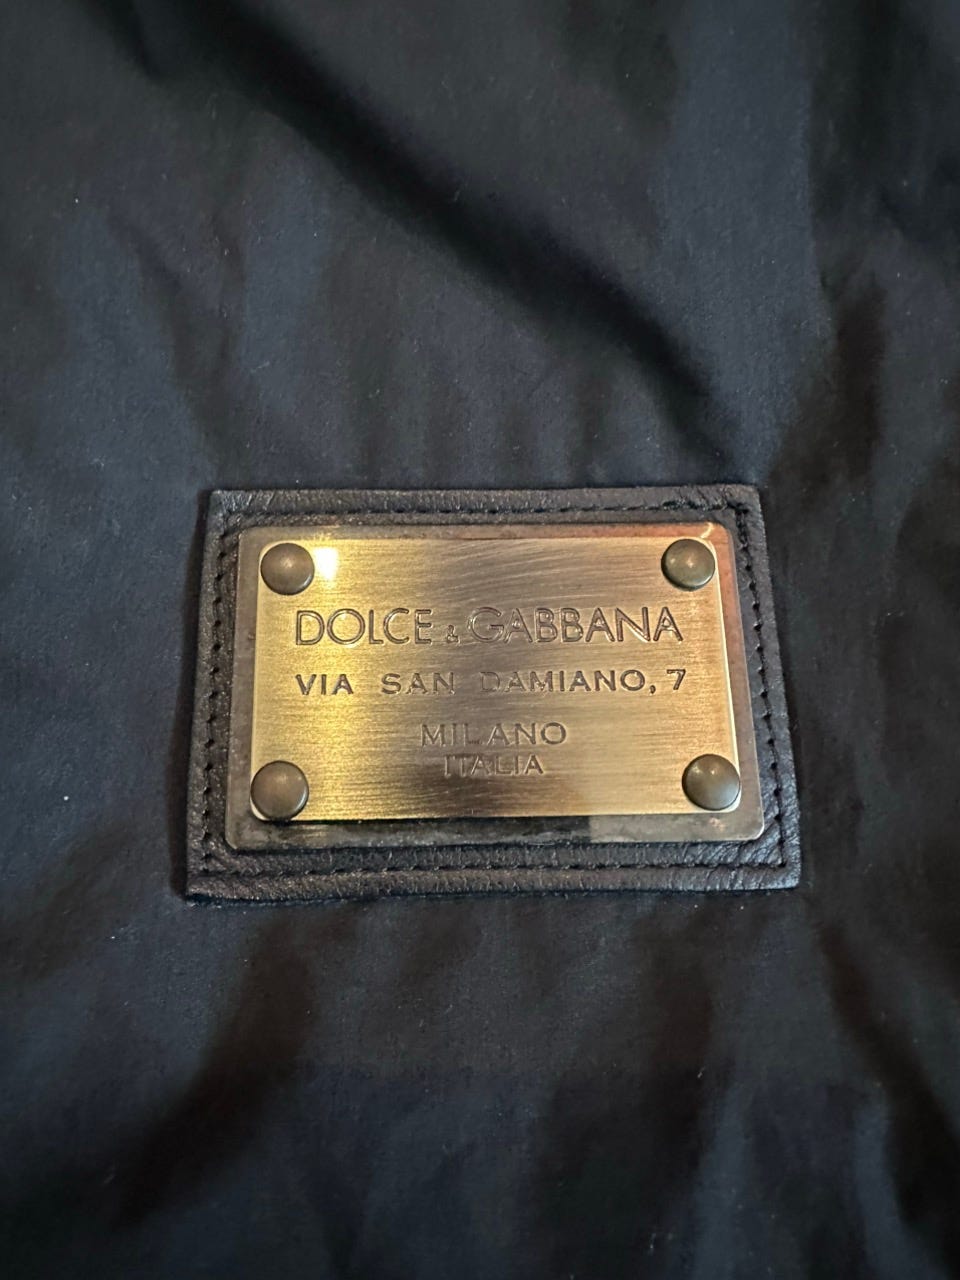 DOLCE & GABBANA
VIA SAN DAMIANO, 7
MILANO
ITALIA